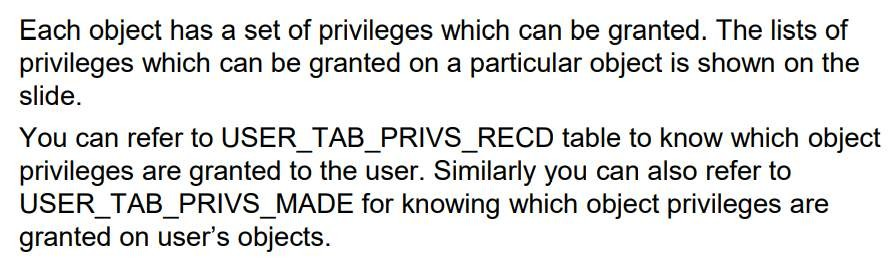 Each object has a set of privileges which can be granted. The lists of
privileges which can be granted on a particular object is shown on the
slide.
You can refer to USER_TAB_PRIVS_RECD table to know which object
privileges are granted to the user. Similarly you can also refer to
USER_TAB_PRIVS_MADE for knowing which object privileges are
granted on user’s objects.